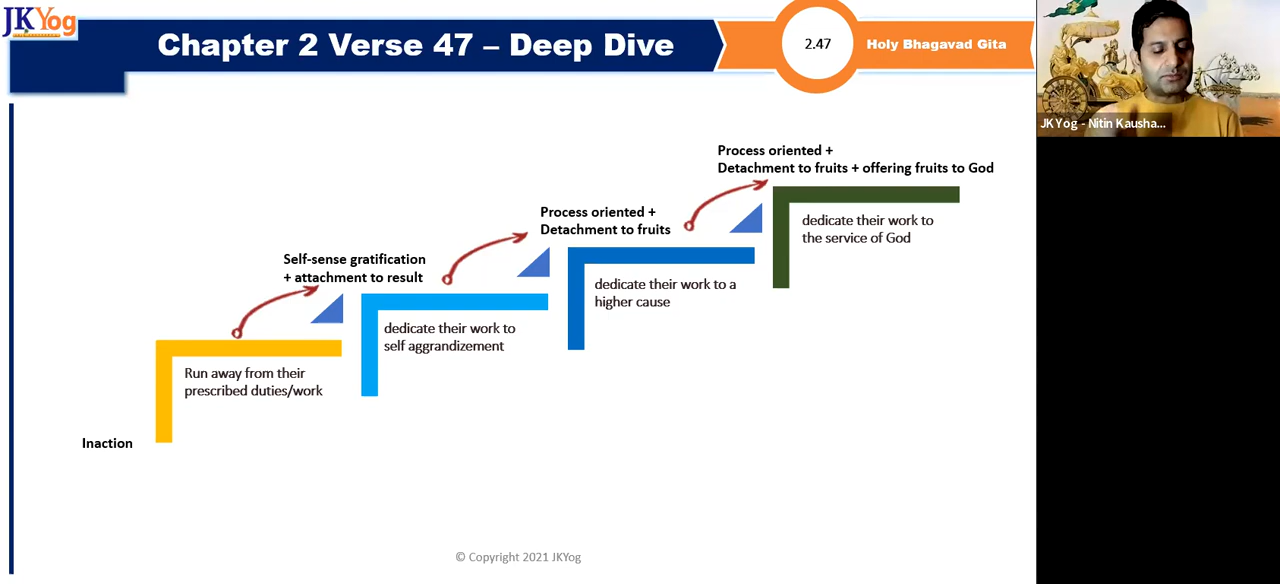 JKYog
Chapter 2 Verse 47 – Deep Dive
2.47
Holy Bhagavad Gita
JKYog - Nitin Kausha...
Process oriented +
Detachment to fruits + offering fruits to God
dedicate their work to
the service of God
Process oriented +
Detachment to fruits
dedicate their work to a
higher cause
Self-sense gratification
+ attachment to result
dedicate their work to
self aggrandizement
Run away from their
prescribed duties/work
Inaction
© Copyright 2021 JKYog